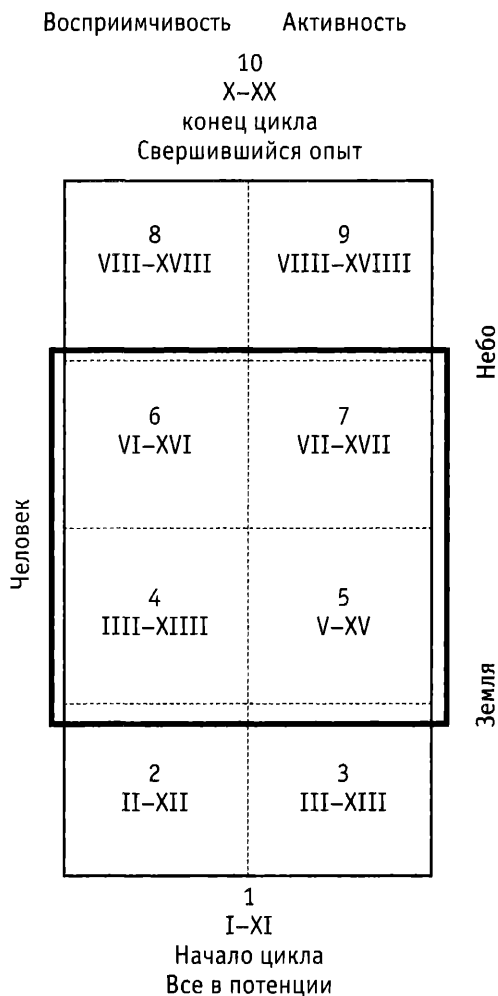 Восприимчивость Активность
10
X–XX
конец цикла
Свершившийся опыт
8 9
VIII–XVIII VIIII–XVIIII
Небо
6 7
VI–XVI VII–XVII
Человек
4 5
IIII–XIIII V–XV
Земля
2 3
II–XII III–XIII
1
I–XI
Начало цикла
Все в потенции